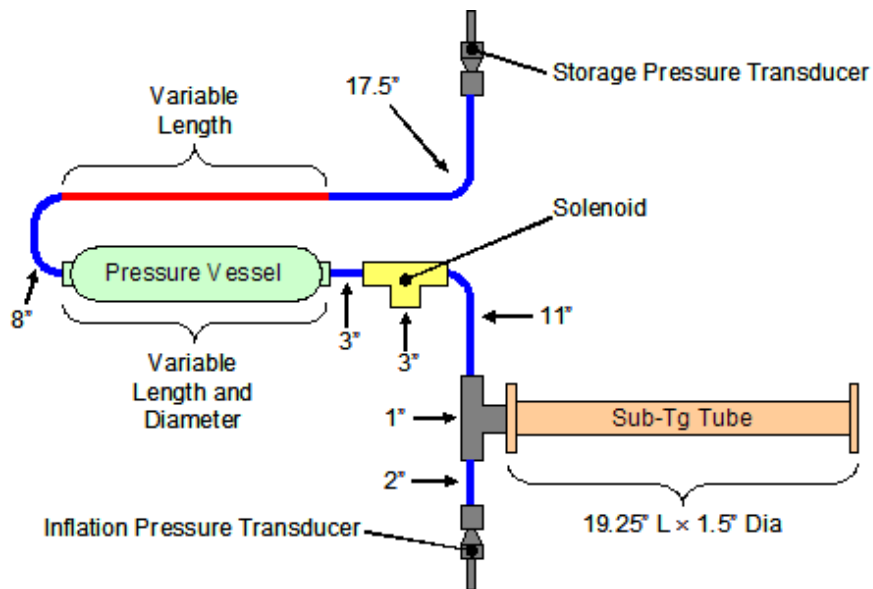 Storage Pressure Transducer
17.5"
Variable
Length
Solenoid
Pressure Vessel
8"
3"
3"
11"
Variable
Length and
Diameter
1"
Sub-Tg Tube
2"
19.25" L × 1.5" Dia
Inflation Pressure Transducer